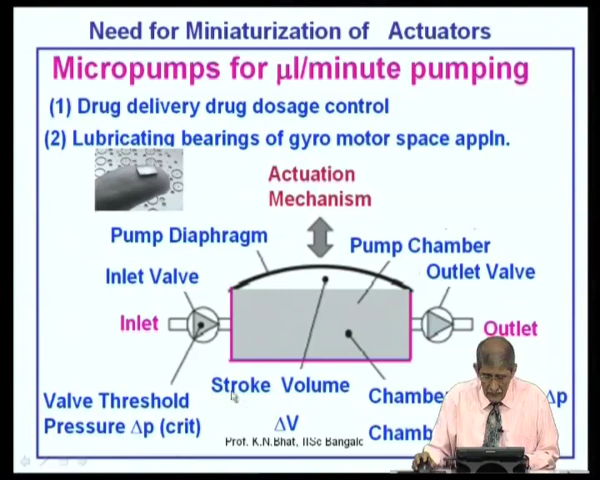 Need for Miniaturization of Actuators
Micropumps for µl/minute pumping
(1) Drug delivery drug dosage control
(2) Lubricating bearings of gyro motor space appln.
Actuation
Mechanism
Pump Diaphragm
Pump Chamber
Inlet Valve
Outlet Valve
Inlet
Outlet
Stroke Volume
ΔV
Valve Threshold
Pressure Δp (crit)
Δp
Prof. K.N.Bhat, IISc Bangalc